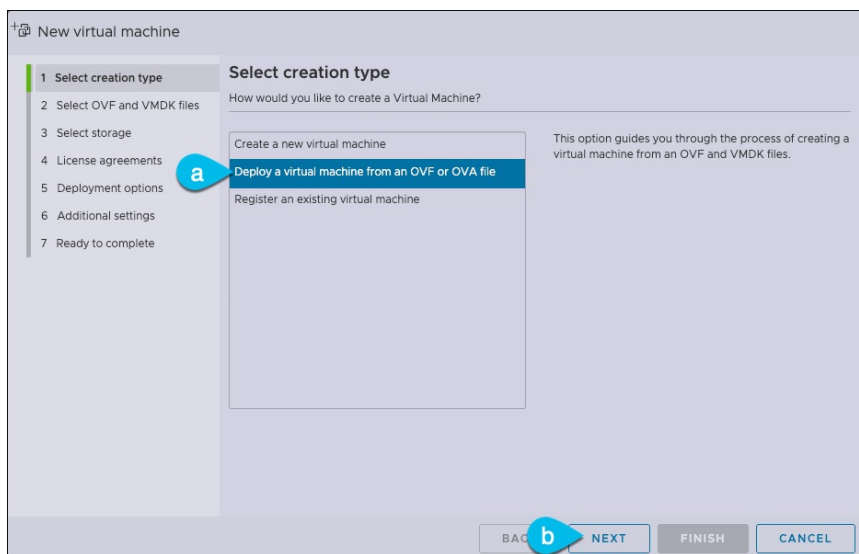 New virtual machine
1 Select creation type
2 Select OVF and VMDK files
3 Select storage
4 License agreements
5 Deployment options
6 Additional settings
7 Ready to complete
Select creation type
How would you like to create a Virtual Machine?
Create a new virtual machine
a
Deploy a virtual machine from an OVF or OVA file
Register an existing virtual machine
This option guides you through the process of creating a
virtual machine from an OVF and VMDK files.
BAC
b
NEXT
FINISH
CANCEL